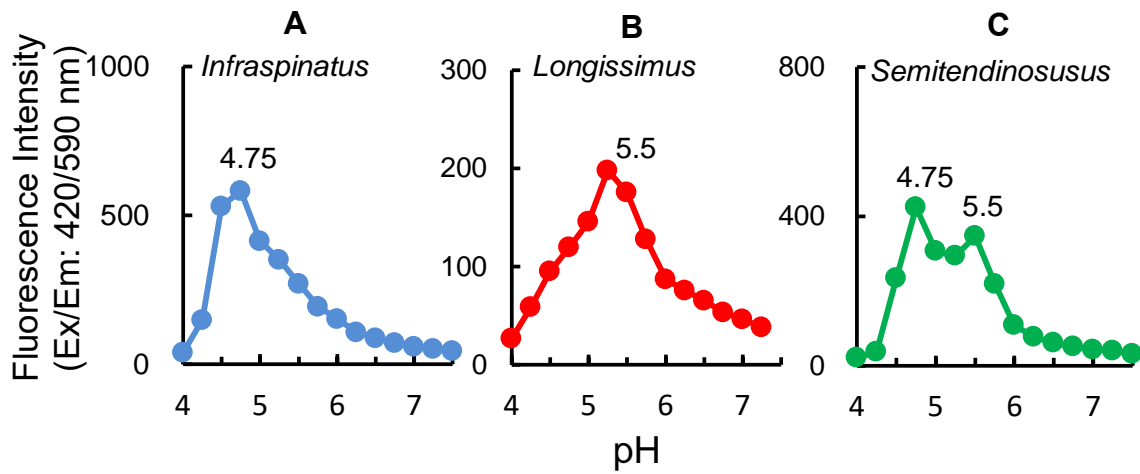 A
B
C
Fluorescence Intensity
(Ex/Em: 420/590 nm)
1000
500
0
Infraspinatus
4.75
4 5 6 7
300
200
100
0
Longissimus
5.5
4 5 6 7
800
400
0
Semitendinosusus
4.75
5.5
4 5 6 7
pH